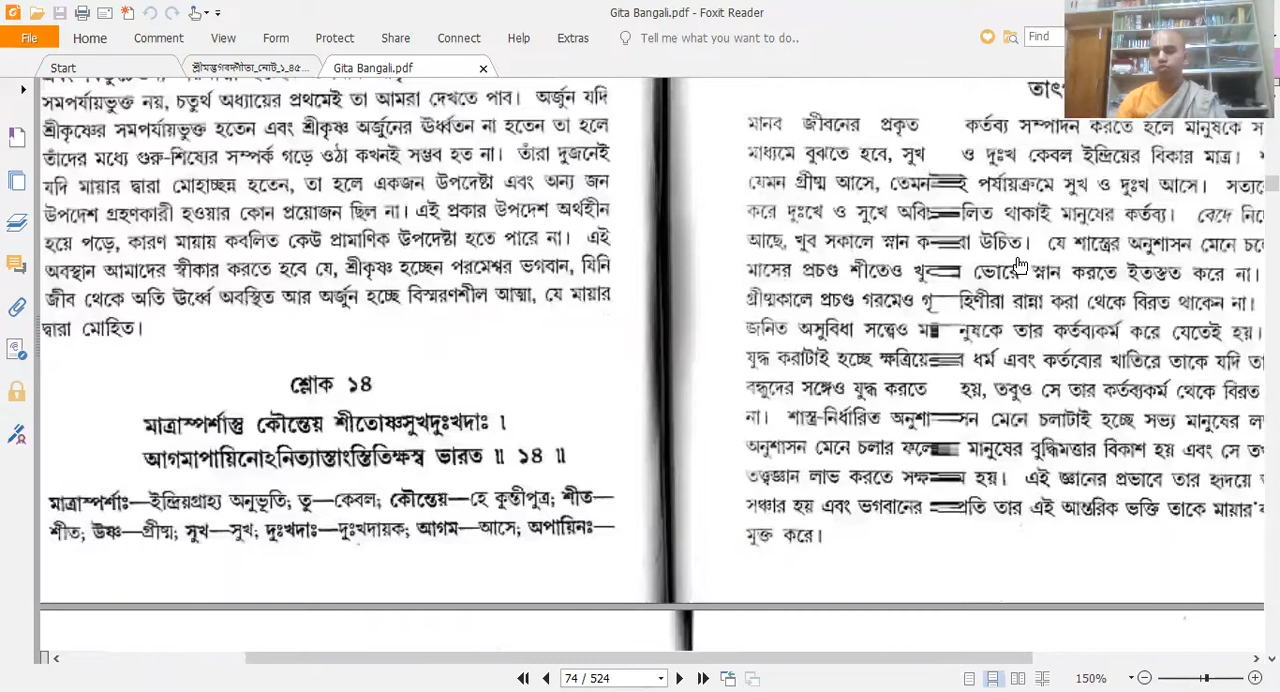 Gita Bangali.pdf - Foxit Reader
File Home Comment View Form Protect Share Connect Help Extras Tell me what you want to do.. Find
Start শ্রীমদ্ভগবদ্গীতা_নোট_১_৪৫... Gita Bangali.pdf
সমপর্যায়ভুক্ত নয়, চতুর্থ অধ্যায়ের প্রথমেই তা আমরা দেখতে পাব। অর্জুন যদি
শ্রীকৃষ্ণের সমপর্যায়ভুক্ত হতেন এবং শ্রীকৃষ্ণ অর্জুনের ঊর্ধ্বতন না হতেন তা হলে
তাঁদের মধ্যে গুরু-শিষ্যের সম্পর্ক গড়ে ওঠা কখনই সম্ভব হত না। তাঁরা দুজনেই
যদি মায়ার দ্বারা মোহাচ্ছন্ন হতেন, তা হলে একজন উপদেষ্টা এবং অন্য জন
উপদেশ গ্রহণকারী হওয়ার কোন প্রয়োজন ছিল না। এই প্রকার উপদেশ অর্থহীন
হয়ে পড়ে, কারণ মায়ায় কবলিত কেউ প্রামাণিক উপদেষ্টা হতে পারে না। এই
অবস্থান আমাদের স্বীকার করতে হবে যে, শ্রীকৃষ্ণ হচ্ছেন পরমেশ্বর ভগবান, যিনি
জীব থেকে অতি ঊর্ধ্বে অবস্থিত আর অর্জুন হচ্ছে বিস্মরণশীল আত্মা, যে মায়ার
দ্বারা মোহিত।
শ্লোক ১৪
মাত্রাস্পর্শাস্তু কৌন্তেয় শীতোষ্ণসুখদুঃখদাঃ ।
আগমাপায়িনোঽনিত্যাস্তাংস্তিতিক্ষস্ব ভারত ॥ ১৪ ॥
মাত্রাস্পর্শাঃ—ইন্দ্রিয়গ্রাহ্য অনুভূতি; তু—কেবল; কৌন্তেয়—হে কুন্তীপুত্র; শীত—
শীত; উষ্ণ—গ্রীষ্ম; সুখ—সুখ; দুঃখদাঃ—দুঃখদায়ক; আগম—আসে; অপায়িনঃ—
মানব জীবনের প্রকৃত কর্তব্য সম্পাদন করতে হলে মানুষকে
মাধ্যমে বুঝতে হবে, সুখ ও দুঃখ কেবল ইন্দ্রিয়ের বিকার মাত্র।
যেমন গ্রীষ্ম আসে, পর্যায়ক্রমে সুখ ও দুঃখ আসে।
করে দুঃখে ও সুখে অবিচলিত থাকাই মানুষের কর্তব্য। বেদে
আছে, খুব সকালে স্নান করা উচিত। যে শাস্ত্রের অনুশাসন মেনে
মাসের প্রচণ্ড শীতেও ভোরে স্নান করতে ইতস্তত করে না।
গ্রীষ্মকালে প্রচণ্ড গরমেও গৃহিণীরা রান্না করা থেকে বিরত থাকেন না।
জনিত অসুবিধা সত্ত্বেও মানুষকে তার কর্তব্যকর্ম করে যেতেই হয়।
যুদ্ধ করাটাই হচ্ছে ধর্ম এবং কর্তব্যের খাতিরে তাকে যদি
বন্ধুদের সঙ্গেও যুদ্ধ করতে হয়, তবুও সে তার কর্তব্যকর্ম থেকে বিরত
না। শাস্ত্র-নির্ধারিত অনুশাসন মেনে চলাটাই হচ্ছে সভ্য মানুষের
অনুশাসন মেনে চলার ফলে মানুষের বুদ্ধিমত্তার বিকাশ হয় এবং সে
তত্ত্বজ্ঞান লাভ করতে সক্ষম হয়। এই জ্ঞানের প্রভাবে তার হৃদয়ে
সঞ্চার হয় এবং ভগবানের প্রতি তার এই আন্তরিক ভক্তি তাকে মায়ার
মুক্ত করে।
74 / 524 150%